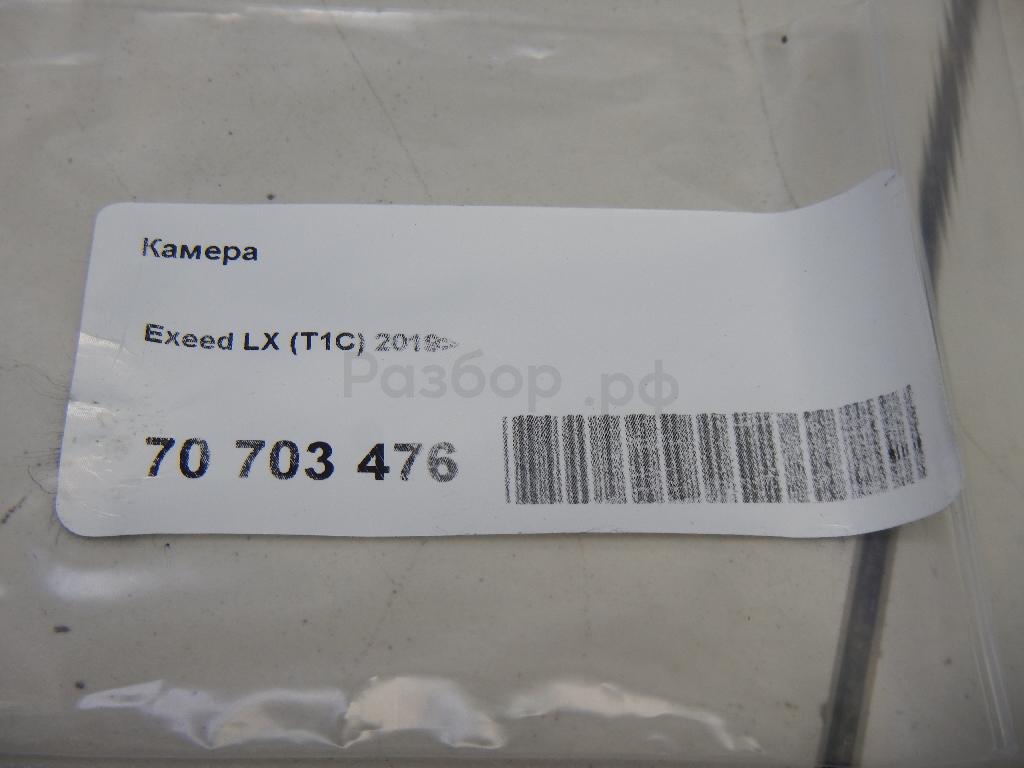 Камера
Exeed LX (T1C) 2019>
Разбор.рф
70 703 476